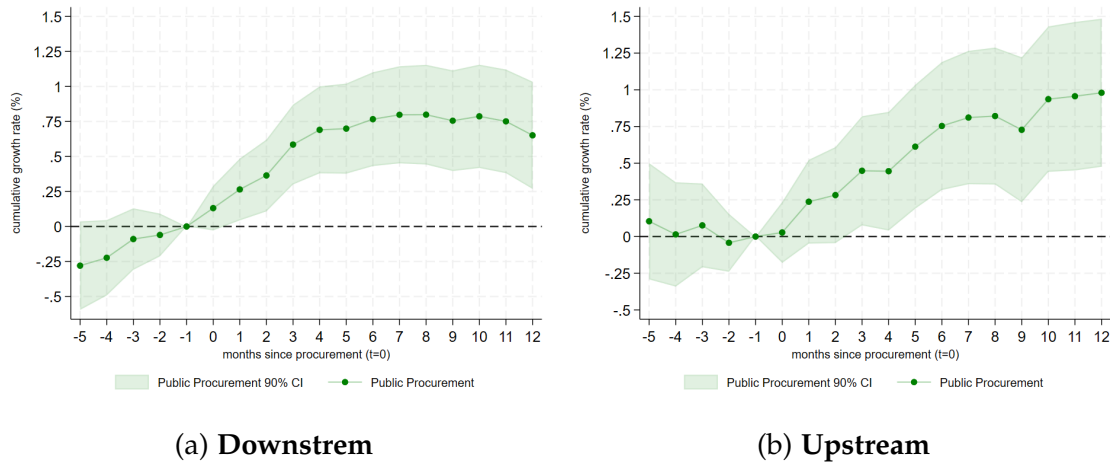 1.5
1.25
1
.75
.5
.25
0
-.25
-.5
cumulative growth rate (%)
-5 -4 -3 -2 -1 0 1 2 3 4 5 6 7 8 9 10 11 12
months since procurement (t=0)
Public Procurement 90% CI Public Procurement
(a) Downstrem
1.5
1.25
1
.75
.5
.25
0
-.25
-.5
cumulative growth rate (%)
-5 -4 -3 -2 -1 0 1 2 3 4 5 6 7 8 9 10 11 12
months since procurement (t=0)
Public Procurement 90% CI Public Procurement
(b) Upstream